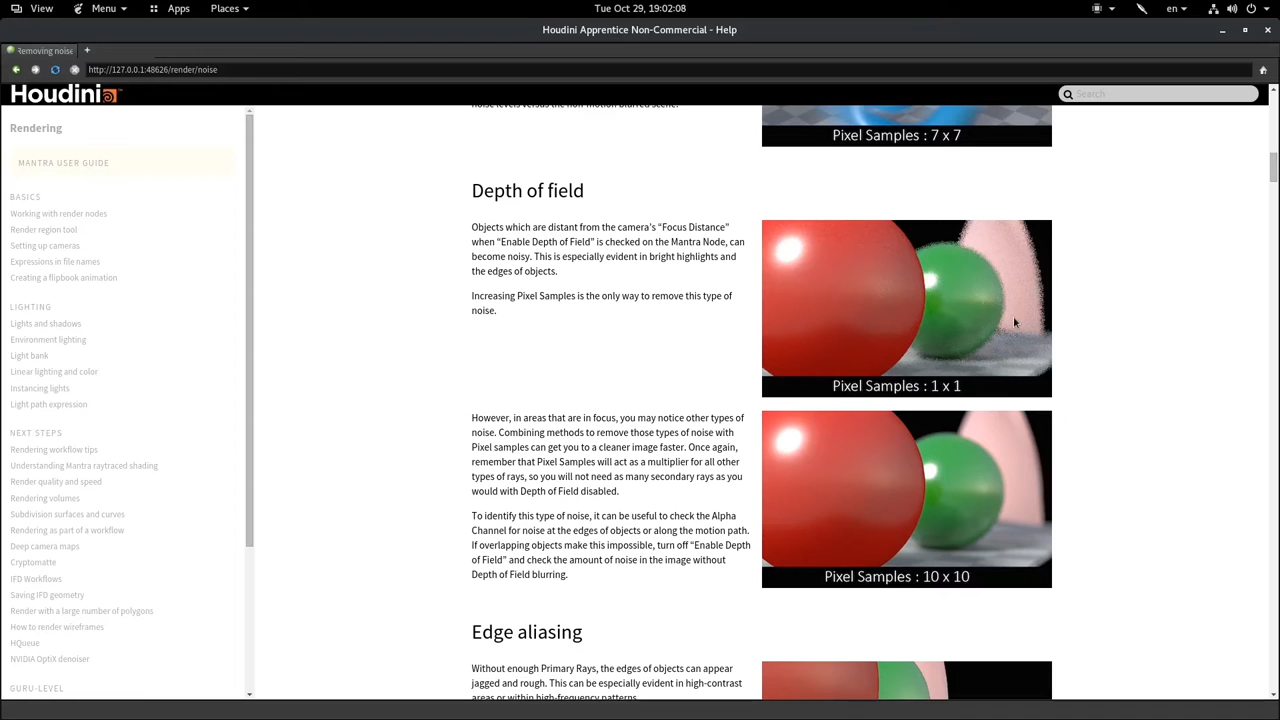 View
Menu
Apps
Places
Tue Oct 29, 19:02:08
en
Houdini Apprentice Non-Commercial - Help
Removing noise
http://127.0.0.1:48626/render/noise
Houdini
Search
Rendering
MANTRA USER GUIDE
BASICS
Working with render nodes
Render region tool
Setting up cameras
Expressions in file names
Creating a flipbook animation
LIGHTING
Lights and shadows
Environment lighting
Light bank
Linear lighting and color
Instancing lights
Light path expression
NEXT STEPS
Rendering workflow tips
Understanding Mantra raytraced shading
Render quality and speed
Rendering volumes
Subdivision surfaces and curves
Rendering as part of a workflow
Deep camera maps
Cryptomatte
IFD Workflows
Saving IFD geometry
Render with a large number of polygons
How to render wireframes
HQueue
NVIDIA OptiX denoiser
GURU-LEVEL
noise levels versus the non-motion blurred scene.
Pixel Samples : 7 x 7
Depth of field
Objects which are distant from the camera's “Focus Distance”
when “Enable Depth of Field” is checked on the Mantra Node, can
become noisy. This is especially evident in bright highlights and
the edges of objects.
Increasing Pixel Samples is the only way to remove this type of
noise.
Pixel Samples : 1 x 1
However, in areas that are in focus, you may notice other types of
noise. Combining methods to remove those types of noise with
Pixel samples can get you to a cleaner image faster. Once again,
remember that Pixel Samples will act as a multiplier for all other
types of rays, so you will not need as many secondary rays as you
would with Depth of Field disabled.
To identify this type of noise, it can be useful to check the Alpha
Channel for noise at the edges of objects or along the motion path.
If overlapping objects make this impossible, turn off “Enable Depth
of Field” and check the amount of noise in the image without
Depth of Field blurring.
Pixel Samples : 10 x 10
Edge aliasing
Without enough Primary Rays, the edges of objects can appear
jagged and rough. This can be especially evident in high-contrast
areas or within high-frequency patterns.